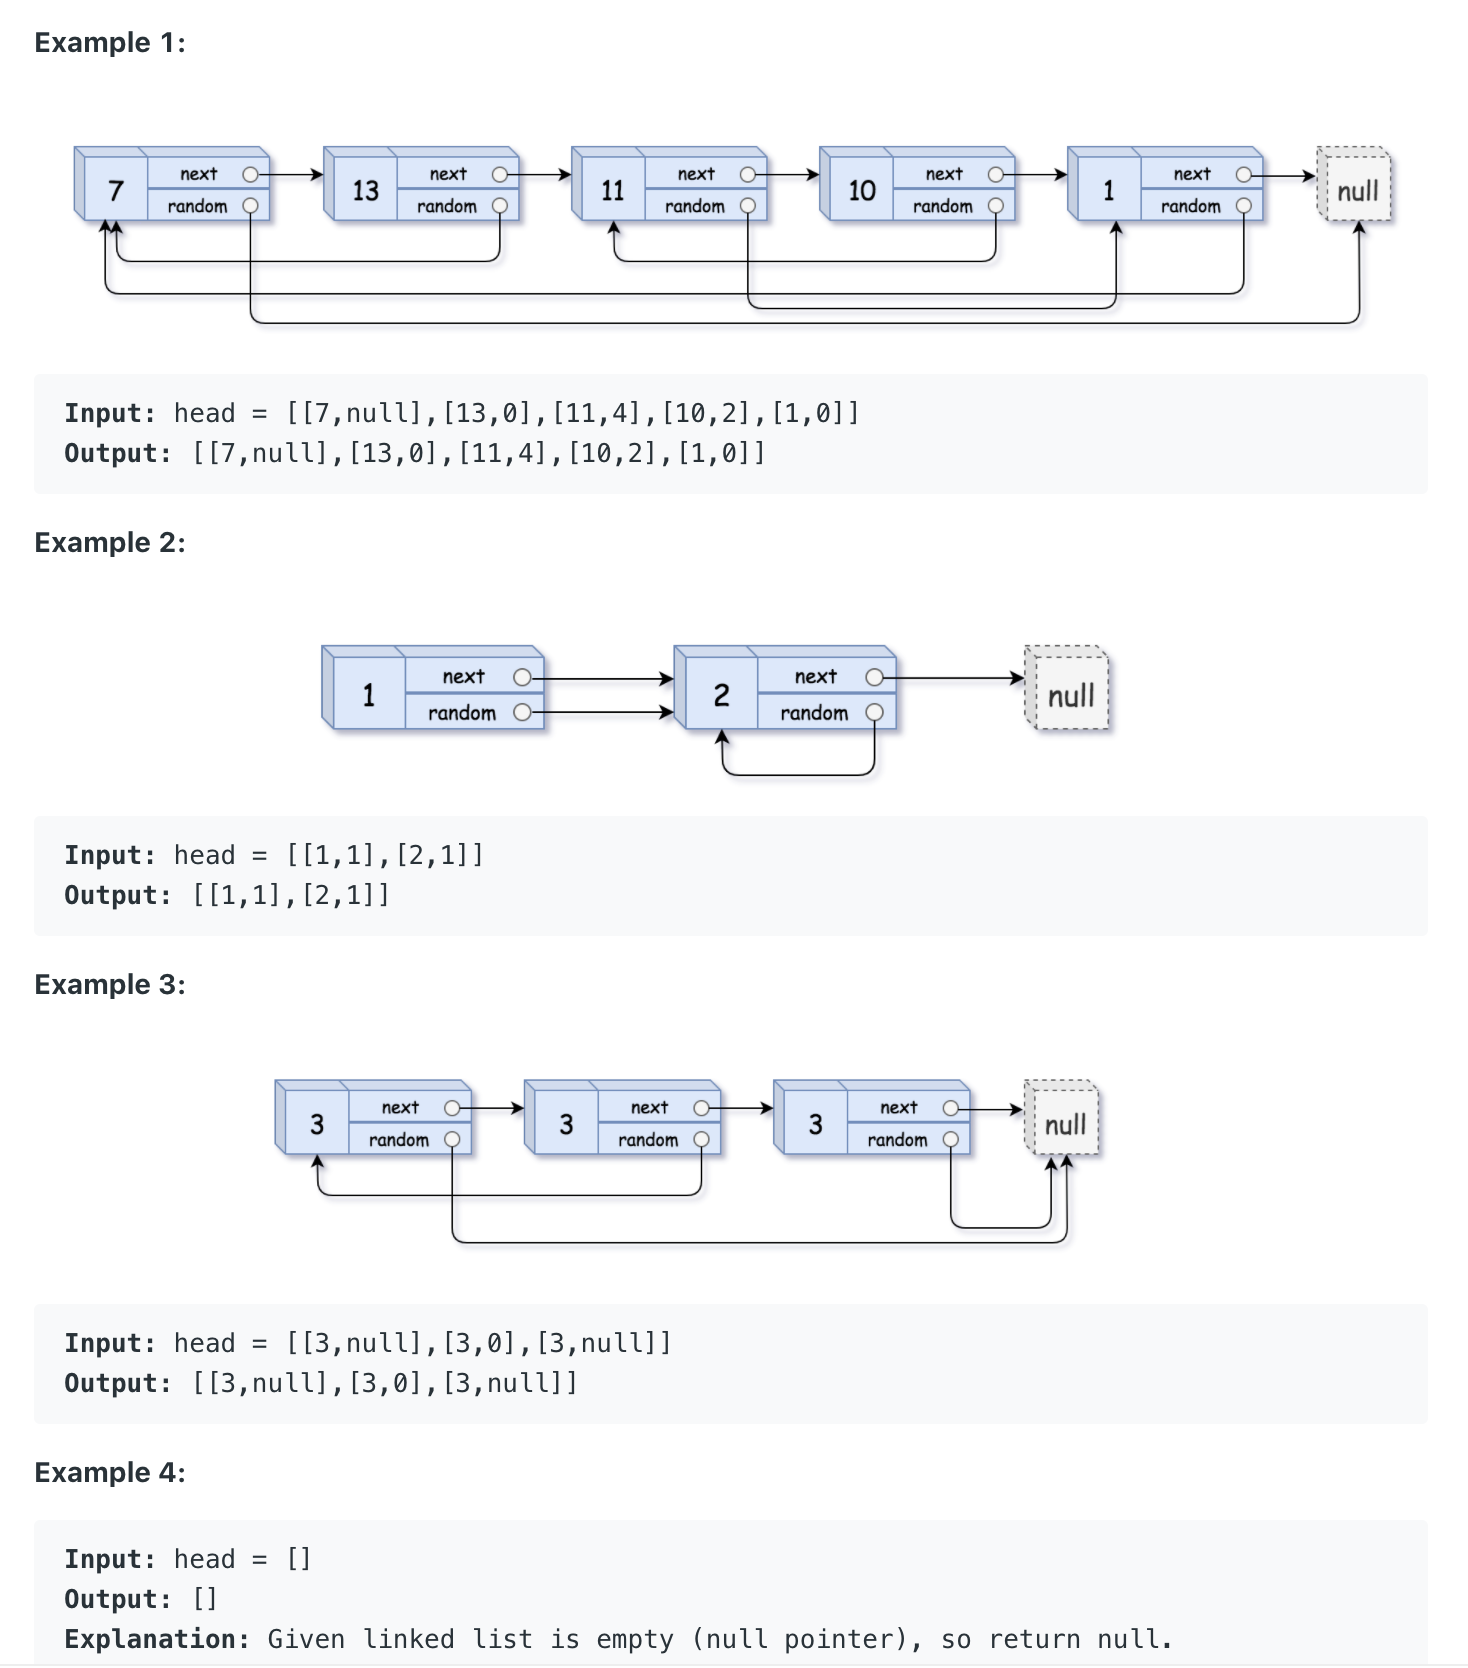 Example 1:
7 next random 13 next random 11 next random 10 next random 1 next random null
Input: head = [[7,null],[13,0],[11,4],[10,2],[1,0]]
Output: [[7,null],[13,0],[11,4],[10,2],[1,0]]
Example 2:
1 next random 2 next random null
Input: head = [[1,1],[2,1]]
Output: [[1,1],[2,1]]
Example 3:
3 next random 3 next random 3 next random null
Input: head = [[3,null],[3,0],[3,null]]
Output: [[3,null],[3,0],[3,null]]
Example 4:
Input: head = []
Output: []
Explanation: Given linked list is empty (null pointer), so return null.